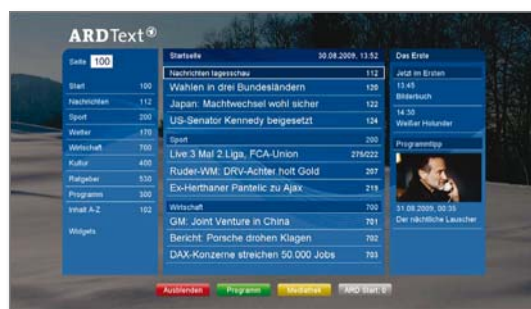 ARDText
Seite 100
Start 100
Nachrichten 112
Sport 200
Wetter 170
Wirtschaft 700
Kultur 400
Ratgeber 530
Programm 300
Inhalt A-Z 102
Widgets
Startseite 30.08.2009, 13:52
Nachrichten tagesschau 112
Wahlen in drei Bundesländern 120
Japan: Machtwechsel wohl sicher 122
US-Senator Kennedy beigesetzt 124
Sport 200
Live:3 Mal 2.Liga, FCA-Union 275/222
Ruder-WM: DRV-Achter holt Gold 207
Ex-Herthaner Pantelic zu Ajax 219
Wirtschaft 700
GM: Joint Venture in China 701
Bericht: Porsche drohen Klagen 702
DAX-Konzerne streichen 50.000 Jobs 703
Das Erste
Jetzt im Ersten
13:45
Bilderbuch
14:30
Weißer Holunder
Programmtipp
31.08.2009, 00:35
Der nächtliche Lauscher
Ausblenden
Programm
Mediathek
ARD Start: 0